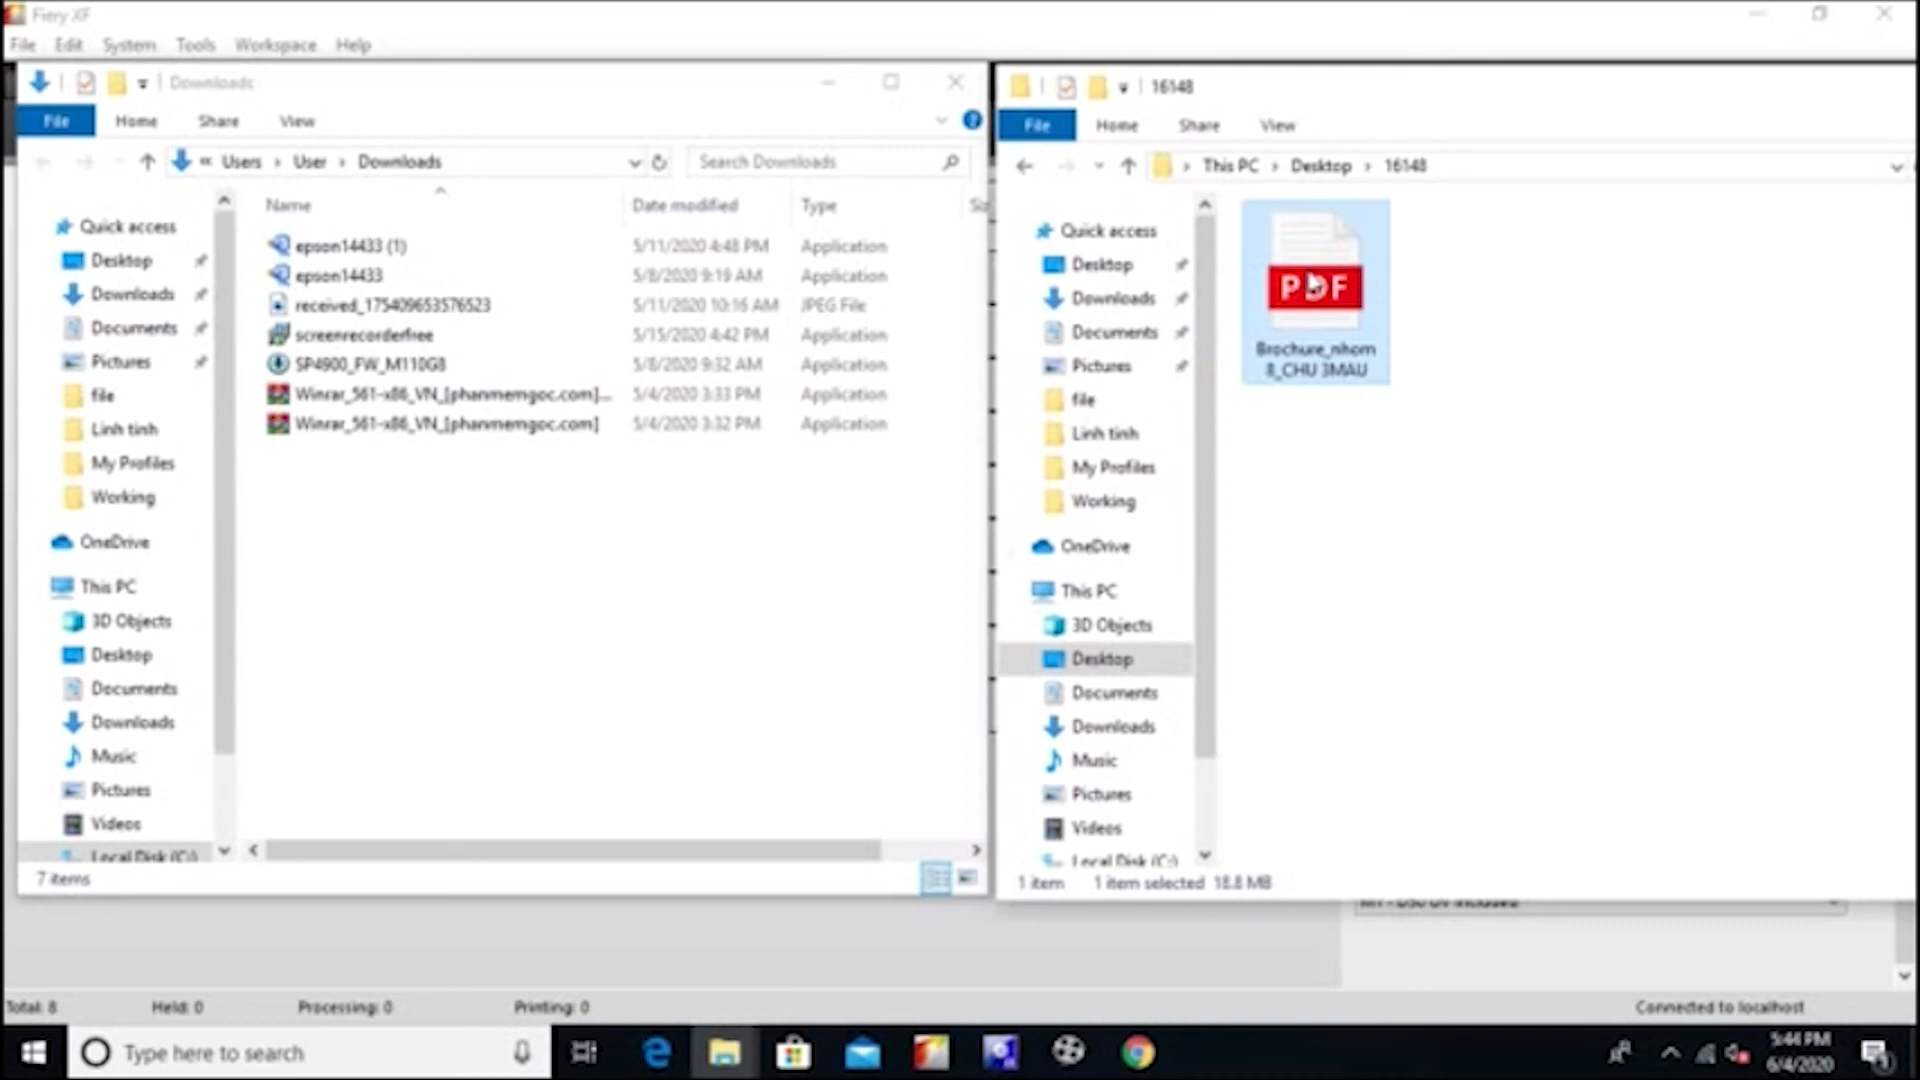 Fiery XF
File Edit System Tools Workspace Help
Downloads
File Home Share View
« Users › User › Downloads
Search Downloads
Name Date modified Type
epson14433 (1) 5/11/2020 4:48 PM Application
epson14433 5/8/2020 9:19 AM Application
received_1754096535 76523 5/11/2020 10:16 AM JPEG File
screenrecorderfree 5/15/2020 4:42 PM Application
SP4900_FW_M110G8 5/8/2020 9:32 AM Application
Winrar_561-x86_VN_[phanmemgoc.com]... 5/4/2020 3:33 PM Application
Winrar_561-x86_VN_[phanmemgoc.com] 5/4/2020 3:32 PM Application
Quick access
Desktop
Downloads
Documents
Pictures
file
Linh tinh
My Profiles
Working
OneDrive
This PC
3D Objects
Desktop
Documents
Downloads
Music
Pictures
Videos
Local Disk (C:)
7 items
16148
File Home Share View
› This PC › Desktop › 16148
Quick access
Desktop
Downloads
Documents
Pictures
file
Linh tinh
My Profiles
Working
OneDrive
This PC
3D Objects
Desktop
Documents
Downloads
Music
Pictures
Videos
Local Disk (C:)
PDF
Brochure_nhom
8_CHU 3MAU
1 item 1 item selected 18.8 MB
M1 - D50 UV included
Total: 8 Held: 0 Processing: 0 Printing: 0 Connected to localhost
Type here to search
5:44 PM
6/4/2020